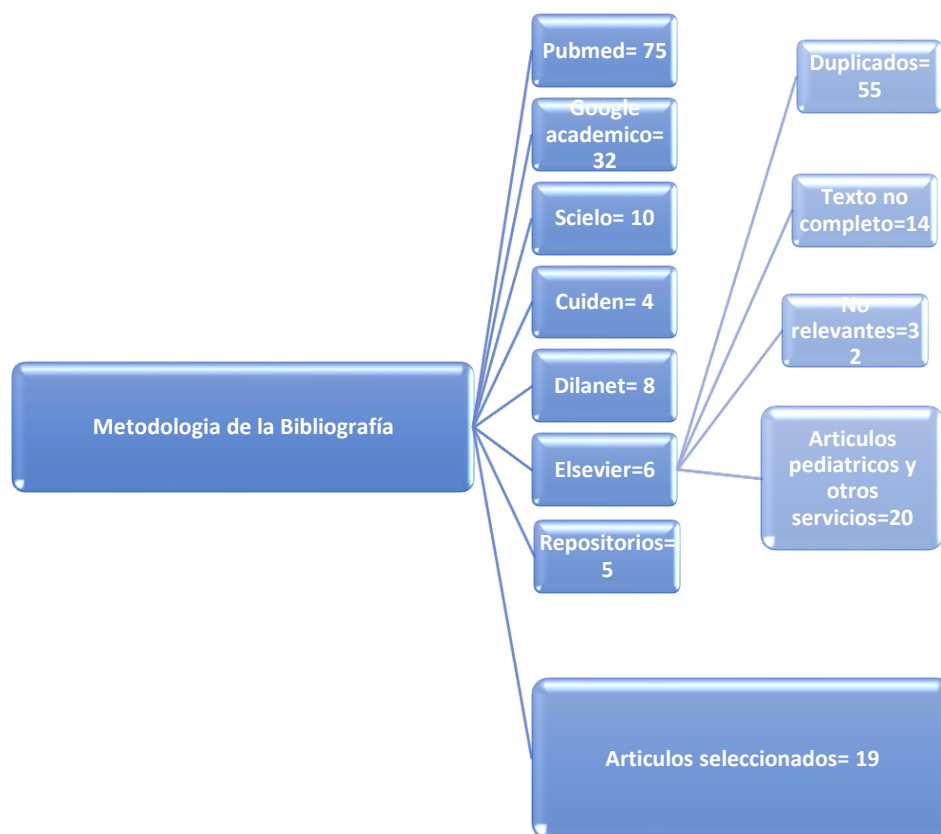 Pubmed= 75
Google
academico=
32
Scielo= 10
Cuiden= 4
Dilanet= 8
Elsevier=6
Repositorios=
5
Duplicados=
55
Texto no
completo=14
No
relevantes=3
2
Articulos
pediatricos y
otros
servicios=20
Metodologia de la Bibliografía
Articulos seleccionados= 19